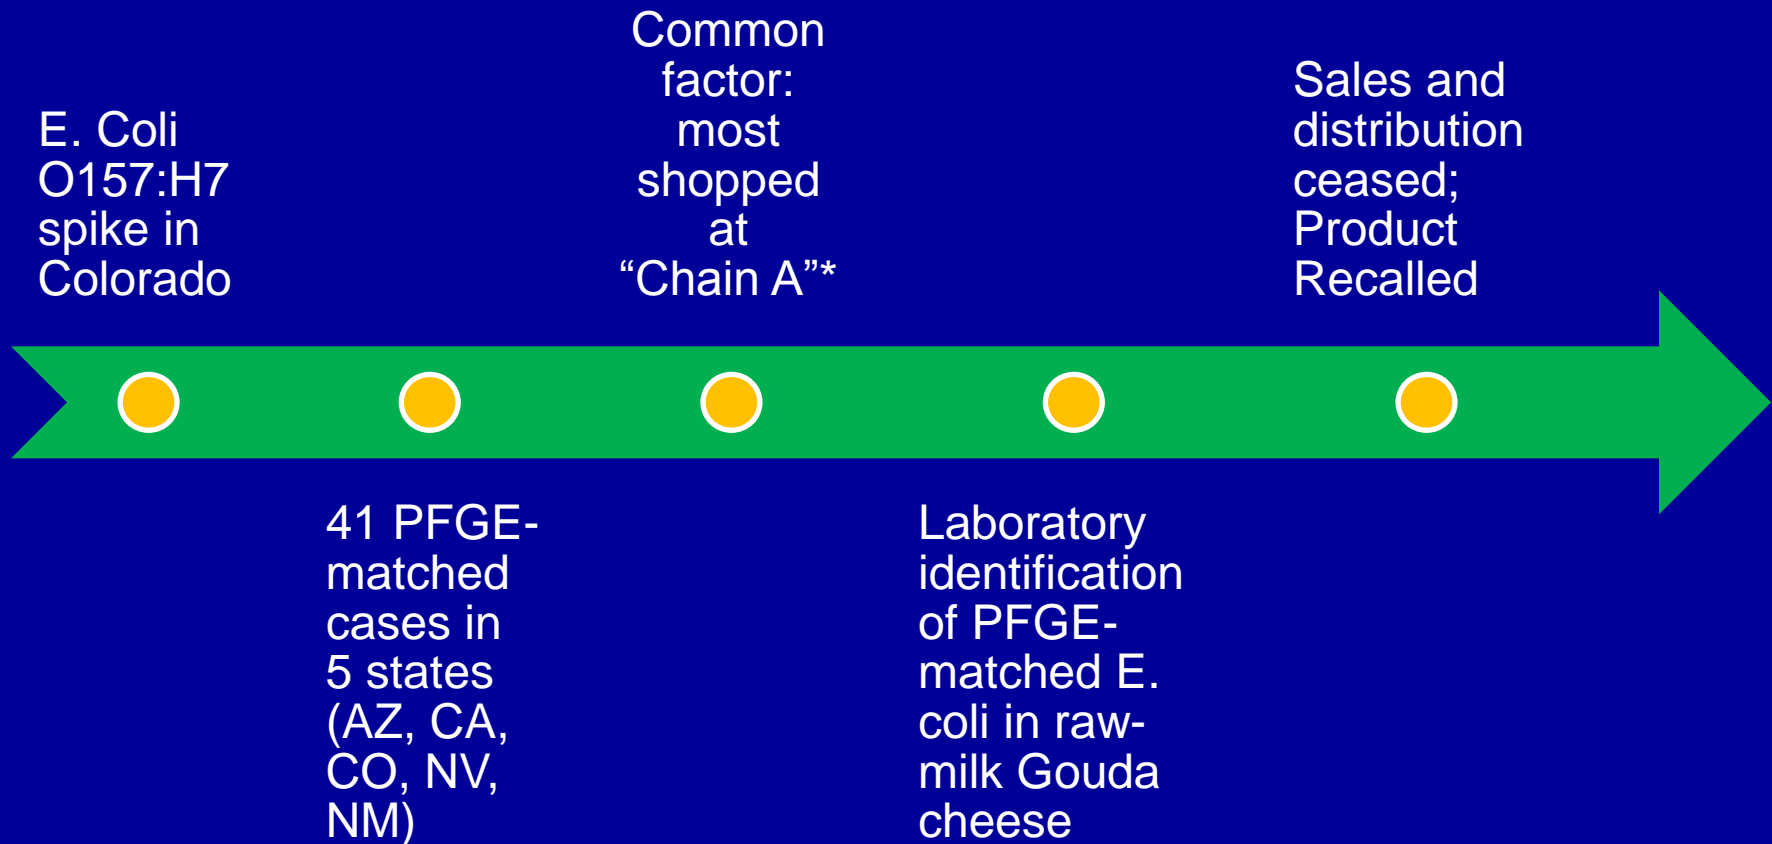 E. Coli
O157:H7
spike in
Colorado
41 PFGE-
matched
cases in
5 states
(AZ, CA,
CO, NV,
NM)
Common
factor:
most
shopped
at
“Chain A”*
Laboratory
identification
of PFGE-
matched E.
coli in raw-
milk Gouda
cheese
Sales and
distribution
ceased;
Product
Recalled